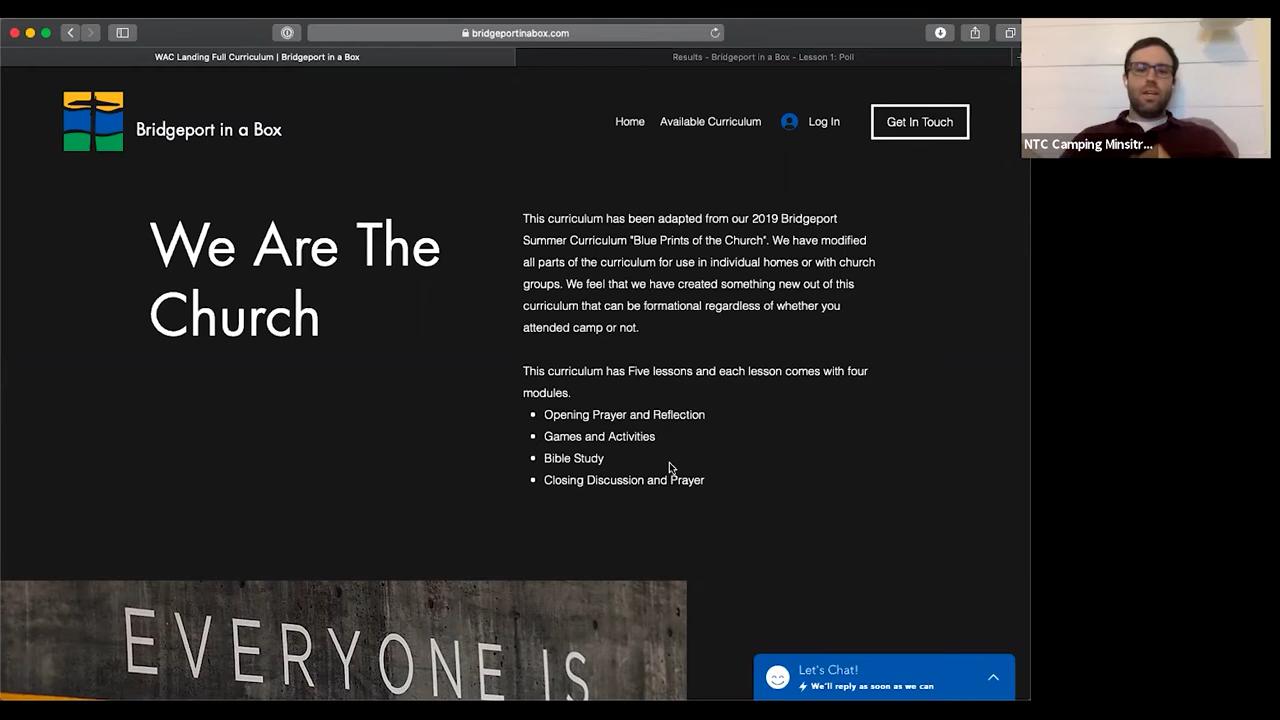 bridgeportinabox.com
WAC Landing Full Curriculum | Bridgeport in a Box
Results - Bridgeport in a Box - Lesson 1: Poll
Bridgeport in a Box
Home
Available Curriculum
Log In
Get In Touch
NTC Camping Minsitr...
We Are The
Church
This curriculum has been adapted from our 2019 Bridgeport
Summer Curriculum "Blue Prints of the Church". We have modified
all parts of the curriculum for use in individual homes or with church
groups. We feel that we have created something new out of this
curriculum that can be formational regardless of whether you
attended camp or not.
This curriculum has Five lessons and each lesson comes with four
modules.
Opening Prayer and Reflection
Games and Activities
Bible Study
Closing Discussion and Prayer
EVERYONE IS
Let's Chat!
We'll reply as soon as we can